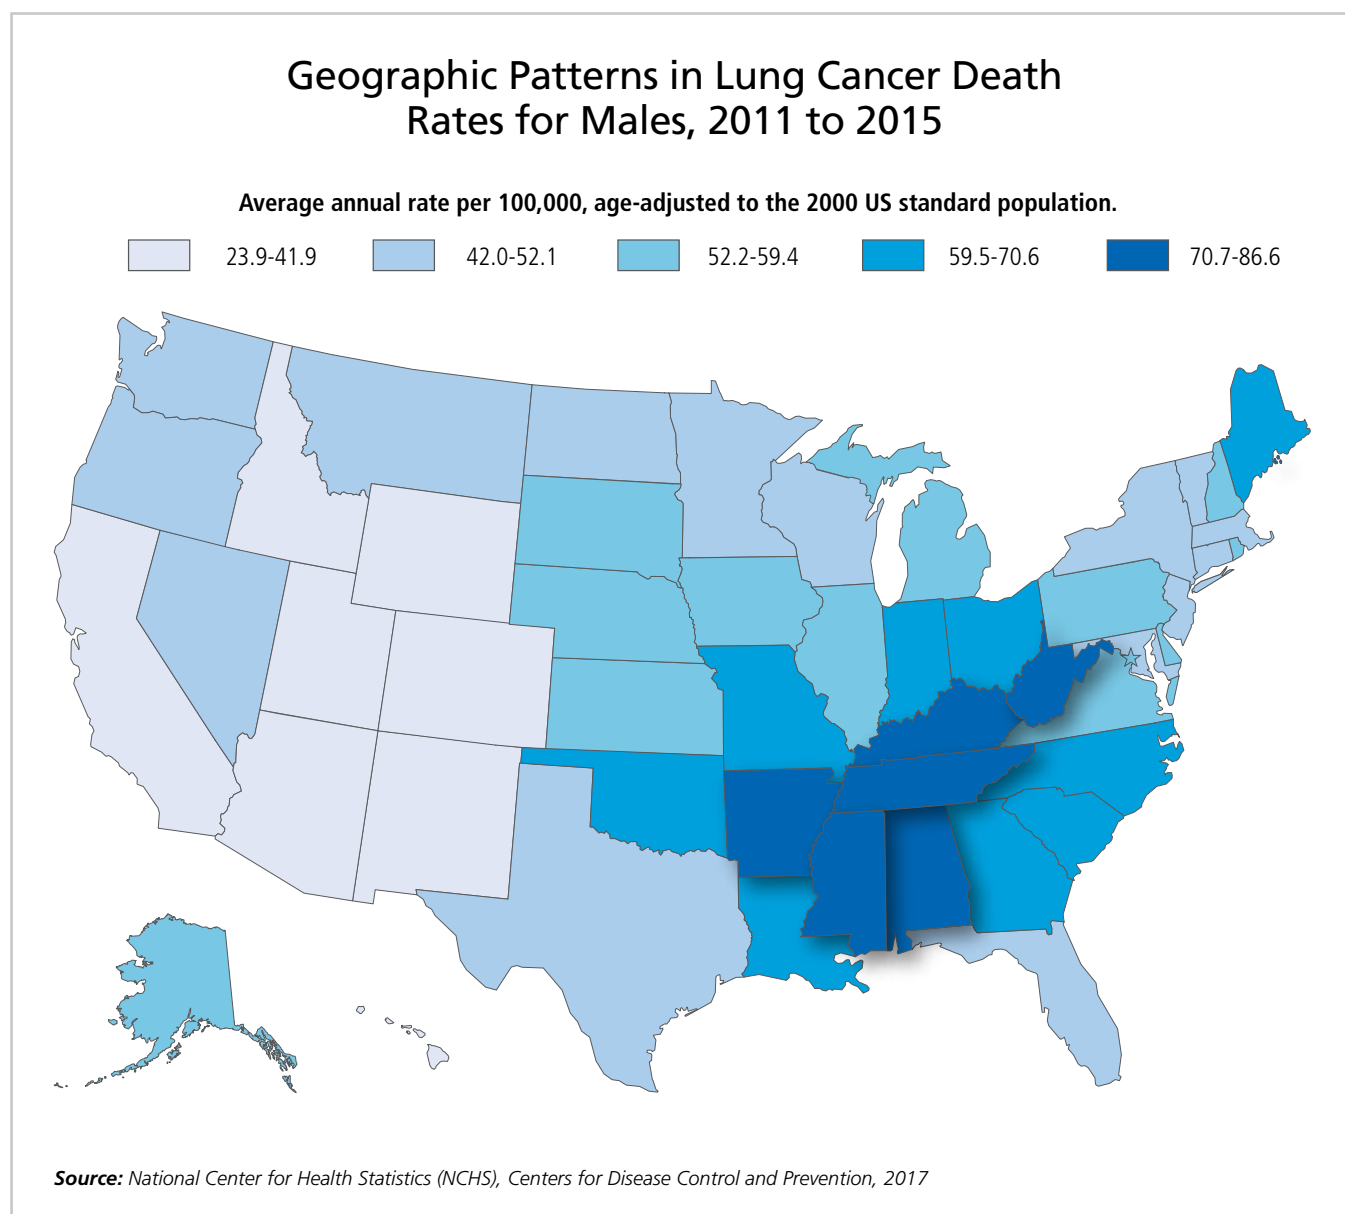 Geographic Patterns in Lung Cancer Death
Rates for Males, 2011 to 2015
Average annual rate per 100,000, age-adjusted to the 2000 US standard population.
23.9-41.9 42.0-52.1 52.2-59.4 59.5-70.6 70.7-86.6
Source: National Center for Health Statistics (NCHS), Centers for Disease Control and Prevention, 2017